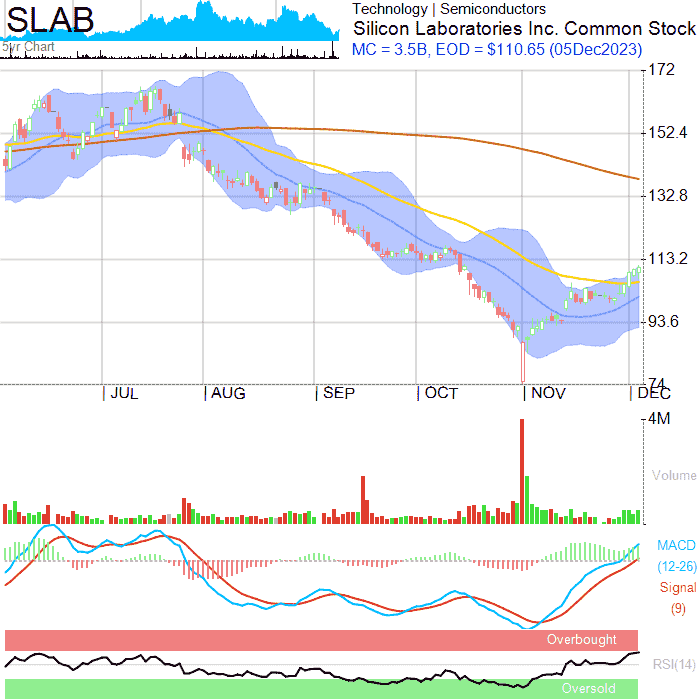 SLAB
5yr Chart
Technology | Semiconductors
Silicon Laboratories Inc. Common Stock
MC = 3.5B, EOD = $110.65 (05Dec2023)
172
152.4
132.8
113.2
93.6
74
JUL
AUG
SEP
OCT
NOV
DEC
4M
Volume
MACD
(12-26)
Signal
(9)
Overbought
RSI(14)
Oversold